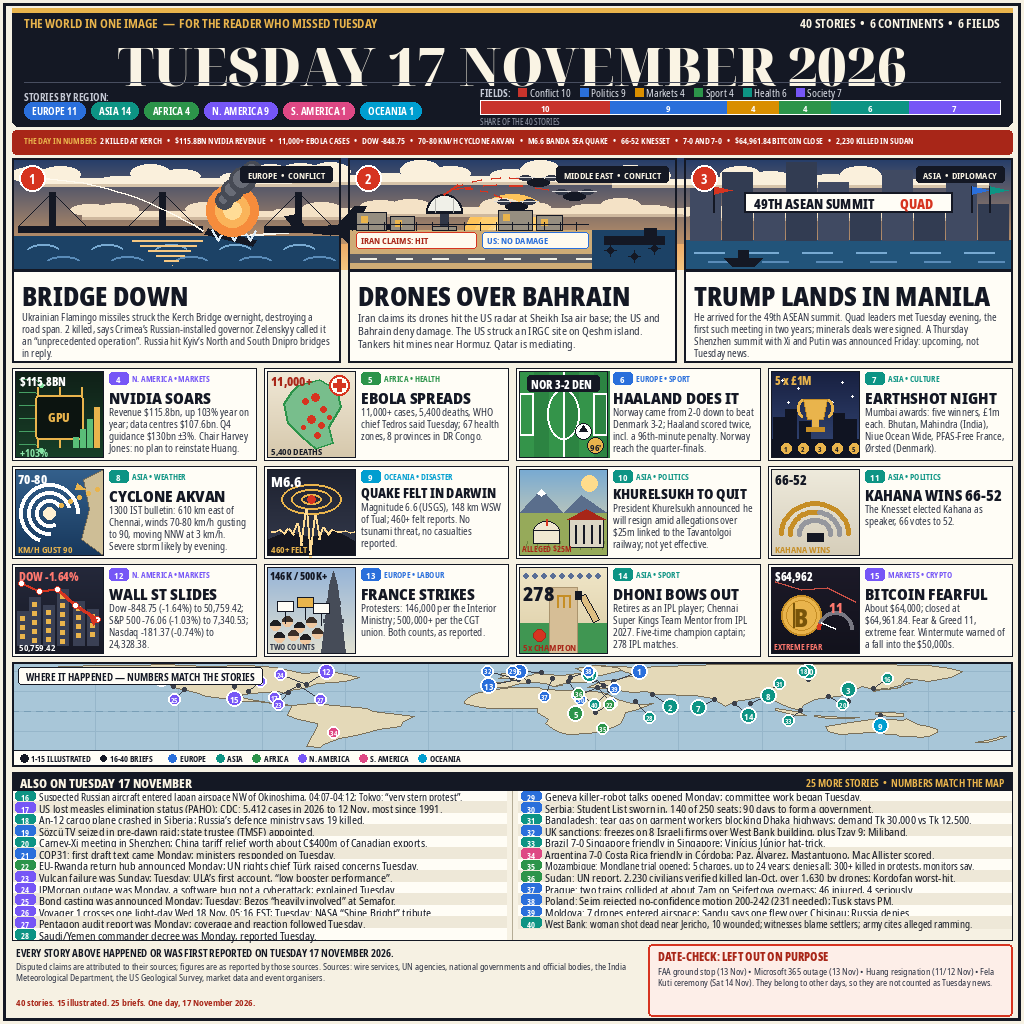 THE WORLD IN ONE IMAGE — FOR THE READER WHO MISSED TUESDAY
40 STORIES • 6 CONTINENTS • 6 FIELDS
TUESDAY 17 NOVEMBER 2026
STORIES BY REGION:
EUROPE 11 ASIA 14 AFRICA 4 N. AMERICA 9 S. AMERICA 1 OCEANIA 1
FIELDS: Conflict 10 Politics 9 Markets 4 Sport 4 Health 6 Society 7
10 9 4 4 6 7
SHARE OF THE 40 STORIES
THE DAY IN NUMBERS 2 KILLED AT KERCH • $115.8BN NVIDIA REVENUE • 11,000+ EBOLA CASES • DOW -848.75 • 70-80 KM/H CYCLONE AKVAN • M6.6 BANDA SEA QUAKE • 66-52 KNESSET • 7-0 AND 7-0 • $64,961.84 BITCOIN CLOSE • 2,230 KILLED IN SUDAN
1
EUROPE • CONFLICT
BRIDGE DOWN
Ukrainian Flamingo missiles struck the Kerch Bridge overnight, destroying a
road span. 2 killed, says Crimea's Russian-installed governor. Zelenskyy called it
an "unprecedented operation". Russia hit Kyiv's North and South Dnipro bridges
in reply.
2
MIDDLE EAST • CONFLICT
IRAN CLAIMS: HIT
US: NO DAMAGE
DRONES OVER BAHRAIN
Iran claims its drones hit the US radar at Sheikh Isa air base; the US and
Bahrain deny damage. The US struck an IRGC site on Qeshm island.
Tankers hit mines near Hormuz. Qatar is mediating.
3
ASIA • DIPLOMACY
49TH ASEAN SUMMIT QUAD
TRUMP LANDS IN MANILA
He arrived for the 49th ASEAN summit. Quad leaders met Tuesday evening, the
first such meeting in two years; minerals deals were signed. A Thursday
Shenzhen summit with Xi and Putin was announced Friday: upcoming, not
Tuesday news.
$115.8BN
GPU
+103%
4 N. AMERICA • MARKETS
NVIDIA SOARS
Revenue $115.8bn, up 103% year on
year; data centres $107.6bn. Q4
guidance $130bn ±3%. Chair Harvey
Jones: no plan to reinstate Huang.
11,000+
5,400 DEATHS
5 AFRICA • HEALTH
EBOLA SPREADS
11,000+ cases, 5,400 deaths, WHO
chief Tedros said Tuesday; 67 health
zones, 8 provinces in DR Congo.
NOR 3-2 DEN
96'
6 EUROPE • SPORT
HAALAND DOES IT
Norway came from 2-0 down to beat
Denmark 3-2; Haaland scored twice,
incl. a 96th-minute penalty. Norway
reach the quarter-finals.
5 x £1M
1 2 3 4 5
7 ASIA • CULTURE
EARTHSHOT NIGHT
Mumbai awards: five winners, £1m
each. Bhutan, Mahindra (India),
Niue Ocean Wide, PFAS-Free France,
Ørsted (Denmark).
70-80
KM/H GUST 90
8 ASIA • WEATHER
CYCLONE AKVAN
1300 IST bulletin: 610 km east of
Chennai, winds 70-80 km/h gusting
to 90, moving NNW at 3 km/h.
Severe storm likely by evening.
M6.6
460+ FELT
9 OCEANIA • DISASTER
QUAKE FELT IN DARWIN
Magnitude 6.6 (USGS), 148 km WSW
of Tual; 460+ felt reports. No
tsunami threat, no casualties
reported.
ALLEGED $25M
10 ASIA • POLITICS
KHURELSUKH TO QUIT
President Khurelsukh announced he
will resign amid allegations over
$25m linked to the Tavantolgoi
railway; not yet effective.
66-52
KAHANA WINS
11 ASIA • POLITICS
KAHANA WINS 66-52
The Knesset elected Kahana as
speaker, 66 votes to 52.
DOW -1.64%
50,759.42
12 N. AMERICA • MARKETS
WALL ST SLIDES
Dow -848.75 (-1.64%) to 50,759.42;
S&P 500 -76.06 (-1.03%) to 7,340.53;
Nasdaq -181.37 (-0.74%) to
24,328.38.
146K / 500K+
TWO COUNTS
13 EUROPE • LABOUR
FRANCE STRIKES
Protesters: 146,000 per the Interior
Ministry; 500,000+ per the CGT
union. Both counts, as reported.
278
5x CHAMPION
14 ASIA • SPORT
DHONI BOWS OUT
Retires as an IPL player; Chennai
Super Kings Team Mentor from IPL
2027. Five-time champion captain;
278 IPL matches.
$64,962
11
EXTREME FEAR
15 MARKETS • CRYPTO
BITCOIN FEARFUL
About $64,000; closed at
$64,961.84. Fear & Greed 11,
extreme fear. Wintermute warned of
a fall into the $50,000s.
WHERE IT HAPPENED — NUMBERS MATCH THE STORIES
1-15 ILLUSTRATED 16-40 BRIEFS EUROPE ASIA AFRICA N. AMERICA S. AMERICA OCEANIA
ALSO ON TUESDAY 17 NOVEMBER
25 MORE STORIES • NUMBERS MATCH THE MAP
16 Suspected Russian aircraft entered Japan airspace NW of Okinoshima, 04:07-04:12; Tokyo: "very stern protest".
17 US lost measles elimination status (PAHO); CDC: 5,412 cases in 2026 to 12 Nov, most since 1991.
18 An-12 cargo plane crashed in Siberia; Russia's defence ministry says 19 killed.
19 Sözcü TV seized in pre-dawn raid; state trustee (TMSF) appointed.
20 Carney-Xi meeting in Shenzhen; China tariff relief worth about C$400m of Canadian exports.
21 COP31: first draft text came Monday; ministers responded on Tuesday.
22 EU-Rwanda return hub announced Monday; UN rights chief Türk raised concerns Tuesday.
23 Vulcan failure was Sunday; Tuesday: ULA's first account, "low booster performance".
24 JPMorgan outage was Monday, a software bug not a cyberattack; explained Tuesday.
25 Bond casting was announced Monday; Tuesday: Bezos "heavily involved" at Semafor.
26 Voyager 1 crosses one light-day Wed 18 Nov, 05:16 EST; Tuesday: NASA "Shine Bright" tribute.
27 Pentagon audit report was Monday; coverage and reaction followed Tuesday.
28 Saudi/Yemen commander decree was Monday, reported Tuesday.
29 Geneva killer-robot talks opened Monday; committee work began Tuesday.
30 Serbia: Student List sworn in, 140 of 250 seats; 90 days to form a government.
31 Bangladesh: tear gas on garment workers blocking Dhaka highways; demand Tk 30,000 vs Tk 12,500.
32 UK sanctions: freezes on 8 Israeli firms over West Bank building, plus Tzav 9; Miliband.
33 Brazil 7-0 Singapore friendly in Singapore; Vinícius Júnior hat-trick.
34 Argentina 7-0 Costa Rica friendly in Córdoba; Paz, Álvarez, Mastantuono, Mac Allister scored.
35 Mozambique: Mondlane trial opened; 5 charges, up to 24 years; denies all; 300+ killed in protests, monitors say.
36 Sudan: UN report, 2,230 civilians verified killed Jan-Oct, over 1,630 by drones; Kordofan worst-hit.
37 Prague: two trains collided at about 7am on Seifertova overpass; 46 injured, 4 seriously.
38 Poland: Sejm rejected no-confidence motion 200-242 (231 needed); Tusk stays PM.
39 Moldova: 7 drones entered airspace; Sandu says one flew over Chisinau; Russia denies.
40 West Bank: woman shot dead near Jericho, 10 wounded; witnesses blame settlers; army cites alleged ramming.
EVERY STORY ABOVE HAPPENED OR WAS FIRST REPORTED ON TUESDAY 17 NOVEMBER 2026.
Disputed claims are attributed to their sources; figures are as reported by those sources. Sources: wire services, UN agencies, national governments and official bodies, the India
Meteorological Department, the US Geological Survey, market data and event organisers.
40 stories. 15 illustrated. 25 briefs. One day, 17 November 2026.
DATE-CHECK: LEFT OUT ON PURPOSE
FAA ground stop (13 Nov) • Microsoft 365 outage (13 Nov) • Huang resignation (11/12 Nov) • Fela
Kuti ceremony (Sat 14 Nov). They belong to other days, so they are not counted as Tuesday news.